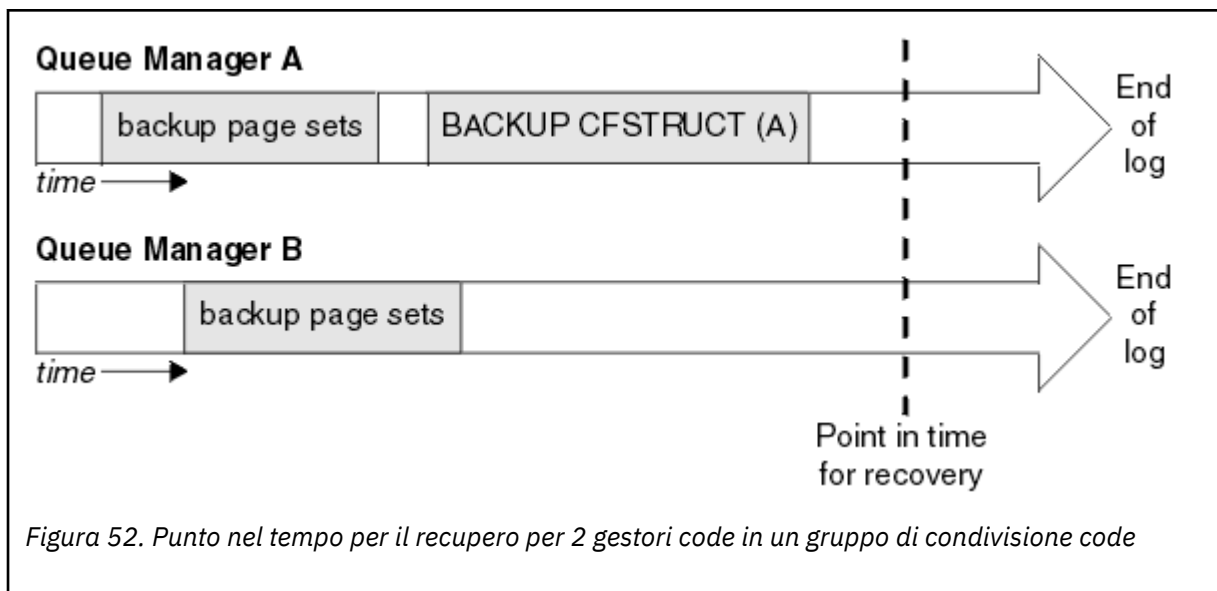 Queue Manager A
backup page sets
BACKUP CFSTRUCT (A)
End
of
log
time
Queue Manager B
backup page sets
End
of
log
time
Point in time
for recovery
Figura 52. Punto nel tempo per il recupero per 2 gestori code in un gruppo di condivisione code